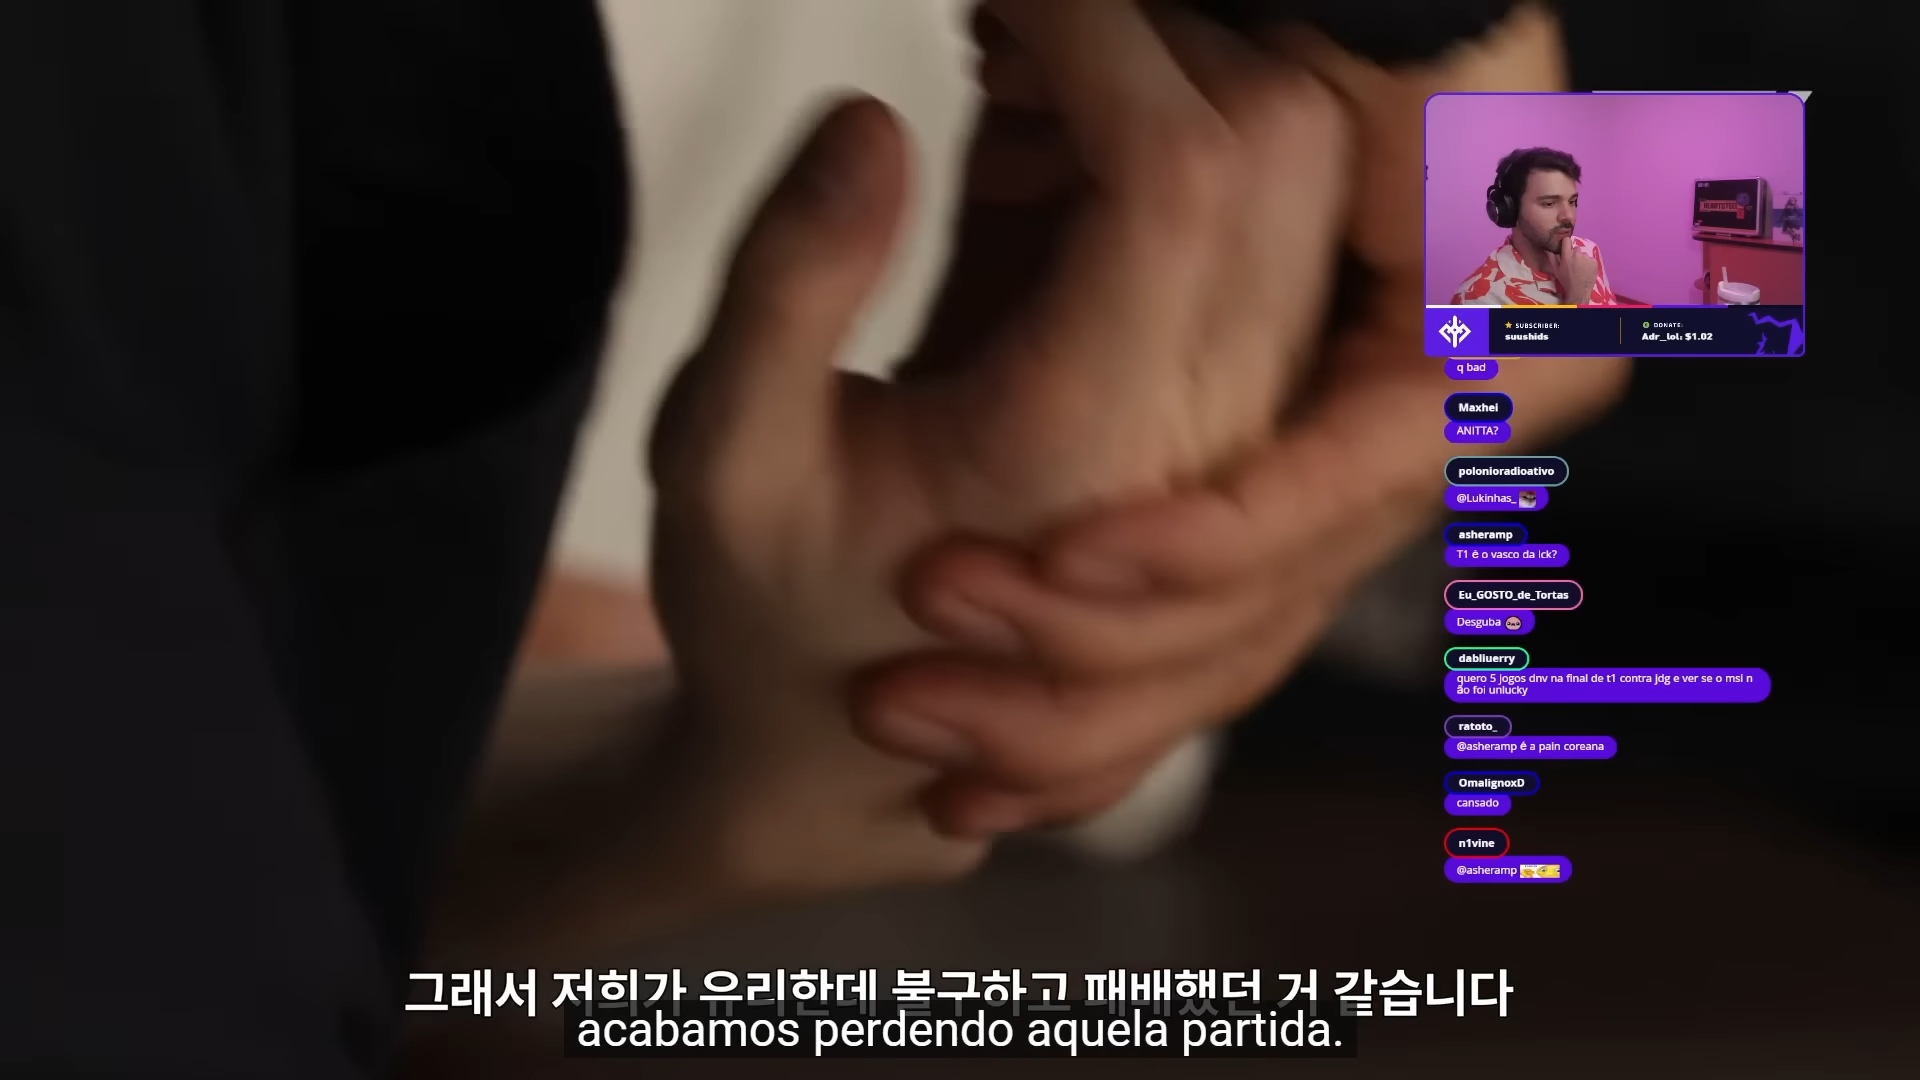 HEARTSTEEL
SUBSCRIBER:
suushids
DONATE:
Adr_lol: $1.02
q bad
Maxhei
ANITTA?
polonioradioativo
@Lukinhas_
asheramp
T1 é o vasco da lck?
Eu_GOSTO_de_Tortas
Desguba
dabliuerry
quero 5 jogos dnv na final de t1 contra jdg e ver se o msi n
ão foi unlucky
ratoto_
@asheramp é a pain coreana
OmalignoxD
cansado
n1vine
@asheramp
그래서 저희가 유리한데 불구하고 패배했던 거 같습니다
acabamos perdendo aquela partida.